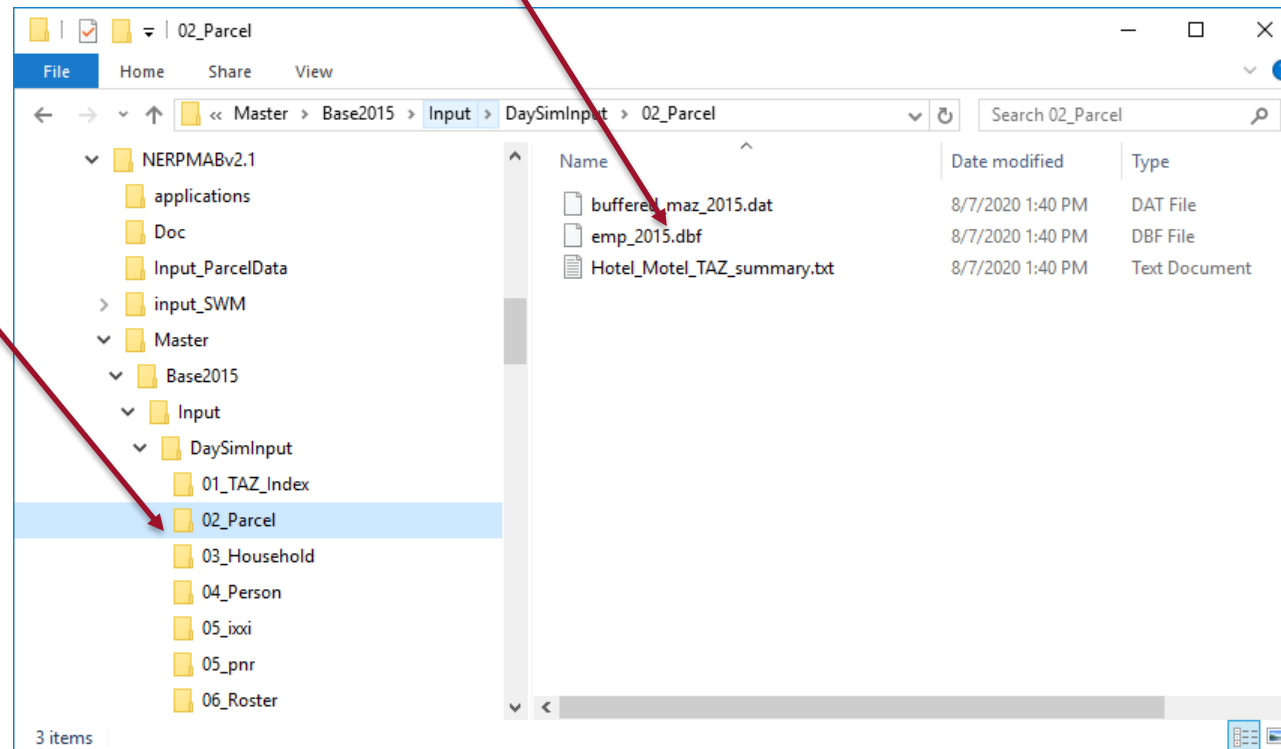 02_Parcel
File Home Share View
« Master > Base2015 > Input > DaySimInput > 02_Parcel
Search 02_Parcel
NERPMABv2.1
applications
Doc
Input_ParcelData
input_SWM
Master
Base2015
Input
DaySimInput
01_TAZ_Index
02_Parcel
03_Household
04_Person
05_ixxi
05_pnr
06_Roster
Name Date modified Type
buffered_maz_2015.dat 8/7/2020 1:40 PM DAT File
emp_2015.dbf 8/7/2020 1:40 PM DBF File
Hotel_Motel_TAZ_summary.txt 8/7/2020 1:40 PM Text Document
3 items